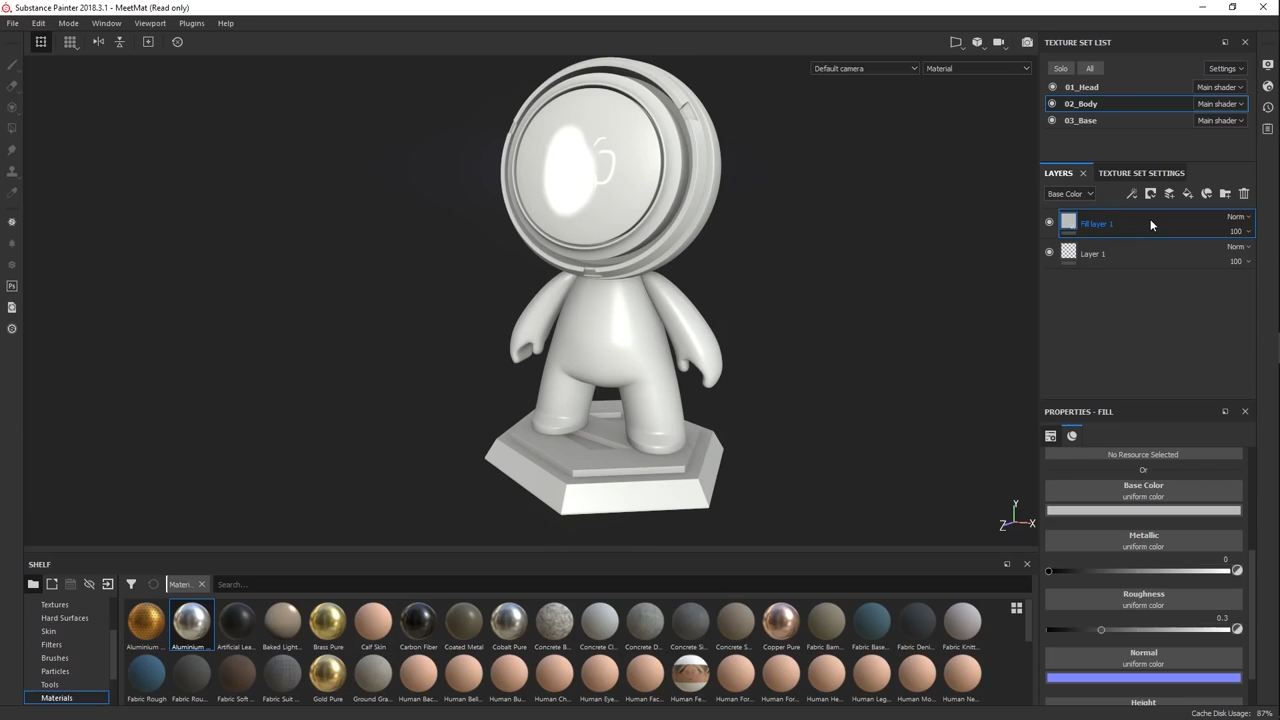 Substance Painter 2018.3.1 - MeetMat (Read only)
File Edit Mode Window Viewport Plugins Help
Default camera
Material
TEXTURE SET LIST
Solo All Settings
01_Head Main shader
02_Body Main shader
03_Base Main shader
LAYERS TEXTURE SET SETTINGS
Base Color
Fill layer 1 Norm
100
Layer 1 Norm
100
PROPERTIES - FILL
No Resource Selected
Or
Base Color
uniform color
Metallic
uniform color
0
Roughness
uniform color
0.3
Normal
uniform color
Height
Y
Z X
Ps
SHELF
Materi... Search...
Textures
Hard Surfaces
Skin
Filters
Brushes
Particles
Tools
Materials
Aluminium ... Aluminium ... Artificial Lea... Baked Light... Brass Pure Calf Skin Carbon Fiber Coated Metal Cobalt Pure Concrete B... Concrete Cl... Concrete D... Concrete Si... Concrete S... Copper Pure Fabric Bam... Fabric Base... Fabric Deni... Fabric Knitt...
Fabric Rough Fabric Rou... Fabric Soft ... Fabric Suit ... Gold Pure Ground Gra... Human Bac... Human Bell... Human Bu... Human Ch... Human Eye... Human Fac... Human Fe... Human For... Human For... Human He... Human Leg... Human Mo... Human Ne...
Cache Disk Usage: 87%